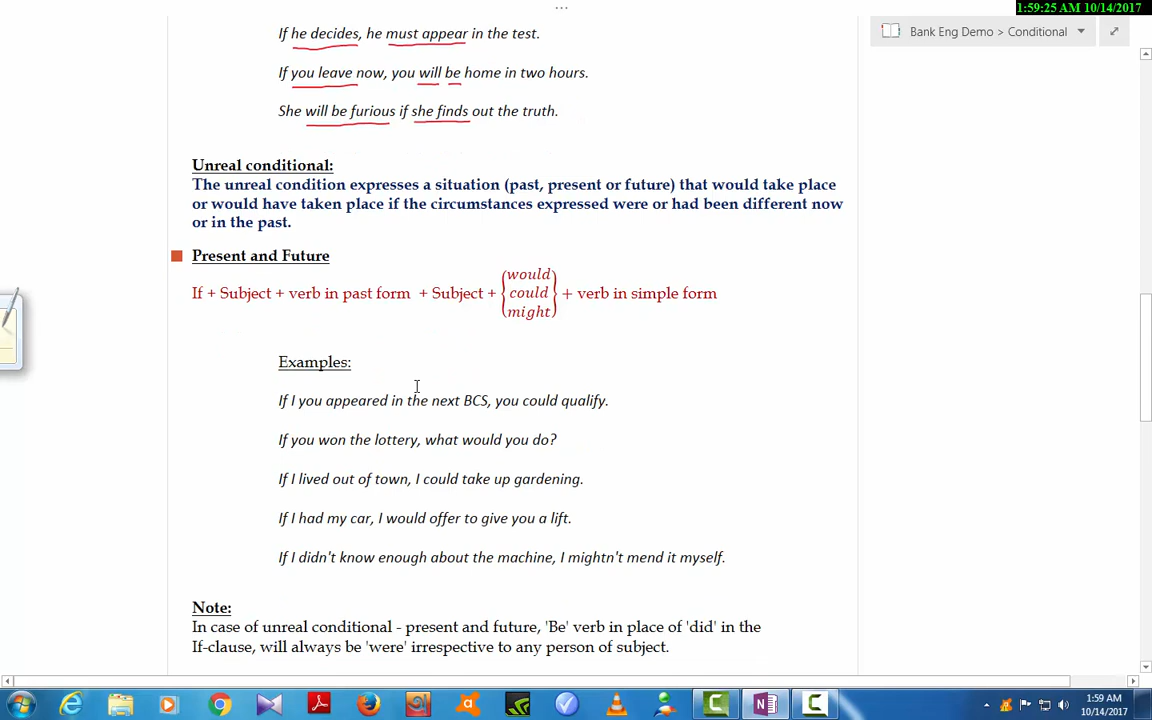 1:59:25 AM 10/14/2017
Bank Eng Demo > Conditional
If he decides, he must appear in the test.
If you leave now, you will be home in two hours.
She will be furious if she finds out the truth.
Unreal conditional:
The unreal condition expresses a situation (past, present or future) that would take place
or would have taken place if the circumstances expressed were or had been different now
or in the past.
Present and Future
would
If + Subject + verb in past form + Subject + { could } + verb in simple form
might
Examples:
If I you appeared in the next BCS, you could qualify.
If you won the lottery, what would you do?
If I lived out of town, I could take up gardening.
If I had my car, I would offer to give you a lift.
If I didn't know enough about the machine, I mightn't mend it myself.
Note:
In case of unreal conditional - present and future, 'Be' verb in place of 'did' in the
If-clause, will always be 'were' irrespective to any person of subject.
1:59 AM
10/14/2017